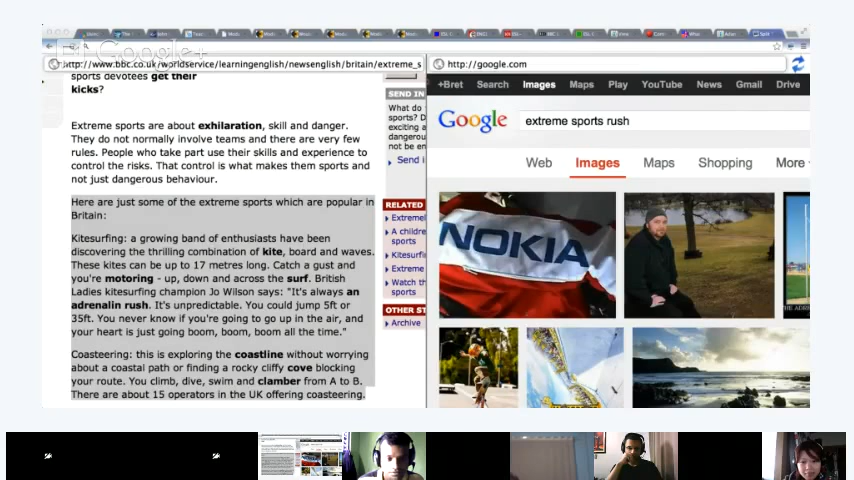 Google+
http://www.bbc.co.uk/worldservice/learningenglish/newsenglish/britain/extreme_s
http://google.com
sports devotees get their
kicks?
Extreme sports are about exhilaration, skill and danger.
They do not normally involve teams and there are very few
rules. People who take part use their skills and experience to
control the risks. That control is what makes them sports and
not just dangerous behaviour.
Here are just some of the extreme sports which are popular in
Britain:
Kitesurfing: a growing band of enthusiasts have been
discovering the thrilling combination of kite, board and waves.
These kites can be up to 17 metres long. Catch a gust and
you're motoring - up, down and across the surf. British
Ladies kitesurfing champion Jo Wilson says: "It's always an
adrenalin rush. It's unpredictable. You could jump 5ft or
35ft. You never know if you're going to go up in the air, and
your heart is just going boom, boom, boom all the time."
Coasteering: this is exploring the coastline without worrying
about a coastal path or finding a rocky cliffy cove blocking
your route. You climb, dive, swim and clamber from A to B.
There are about 15 operators in the UK offering coasteering.
SEND IN
What do
sports? D
exciting a
dangerou
not?
Send i
RELATED
Extremel
A childre
sports
Kitesurfin
Extreme
Watch th
sports
OTHER ST
Archive
+Bret Search Images Maps Play YouTube News Gmail Drive
Google
extreme sports rush
Web Images Maps Shopping More
NOKIA